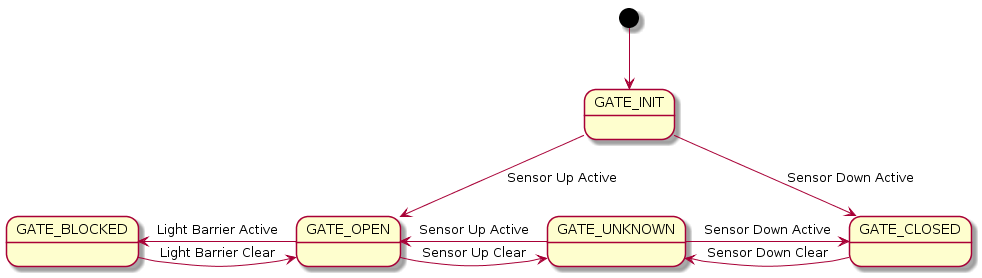 GATE_INIT
Sensor Up Active
Sensor Down Active
GATE_BLOCKED
Light Barrier Active
Light Barrier Clear
GATE_OPEN
Sensor Up Active
Sensor Up Clear
GATE_UNKNOWN
Sensor Down Active
Sensor Down Clear
GATE_CLOSED